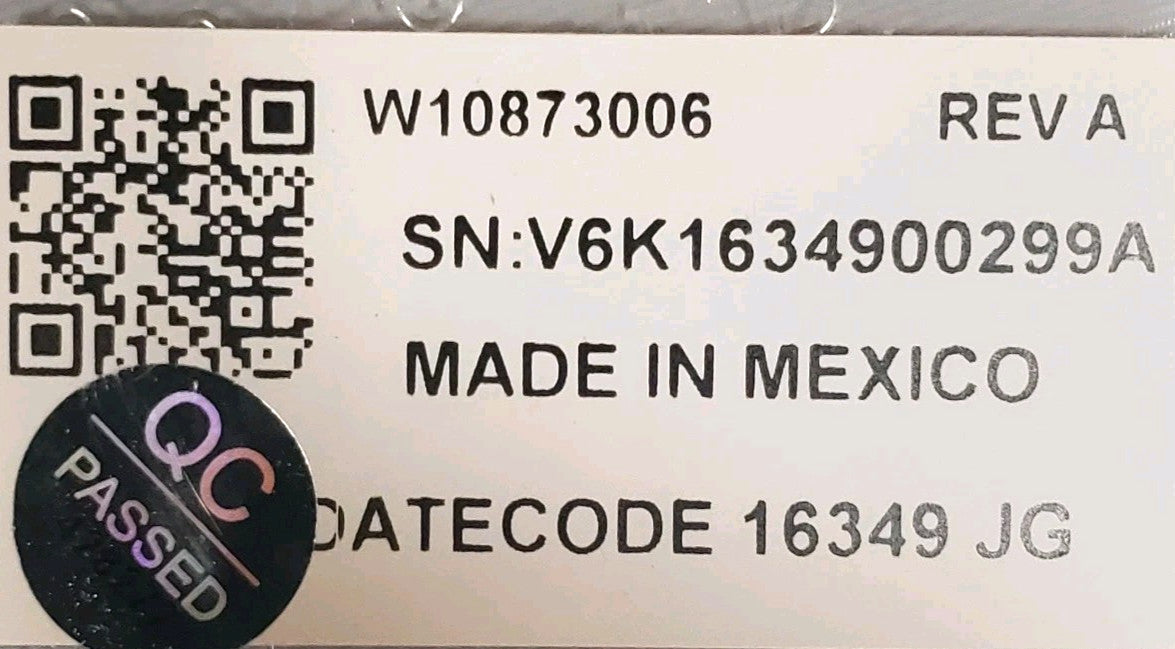 W10873006 REV A
SN:V6K1634900299A
MADE IN MEXICO
DATECODE 16349 JG
QC
PASSED